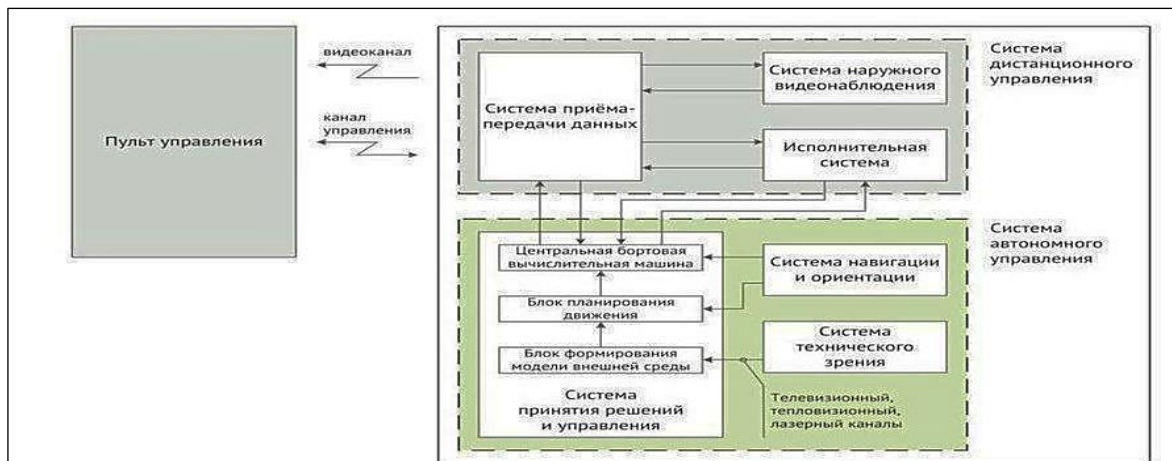 Пульт управления
видеоканал
канал
управления
Система приёма-
передачи данных
Система наружного
видеонаблюдения
Исполнительная
система
Система
дистанционного
управления
Центральная бортовая
вычислительная машина
Блок планирования
движения
Блок формирования
модели внешней среды
Система
принятия решений
и управления
Система навигации
и ориентации
Система
технического
зрения
Телевизионный,
тепловизионный,
лазерный каналы
Система
автономного
управления